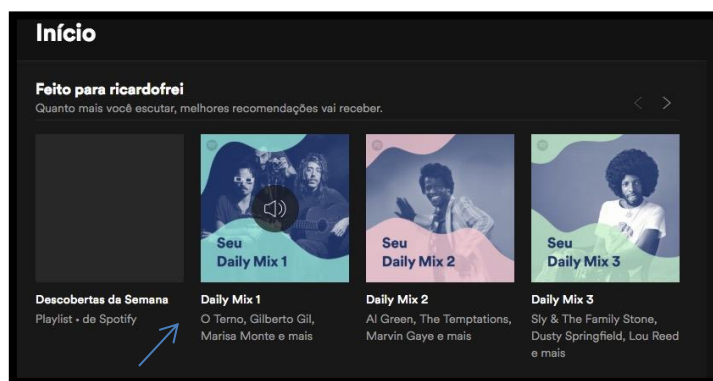 Início
Feito para ricardofrei
Quanto mais você escutar, melhores recomendações vai receber.
Seu
Daily Mix 1
Seu
Daily Mix 2
Seu
Daily Mix 3
Descobertas da Semana
Playlist • de Spotify
Daily Mix 1
O Terno, Gilberto Gil,
Marisa Monte e mais
Daily Mix 2
Al Green, The Temptations,
Marvin Gaye e mais
Daily Mix 3
Sly & The Family Stone,
Dusty Springfield, Lou Reed
e mais